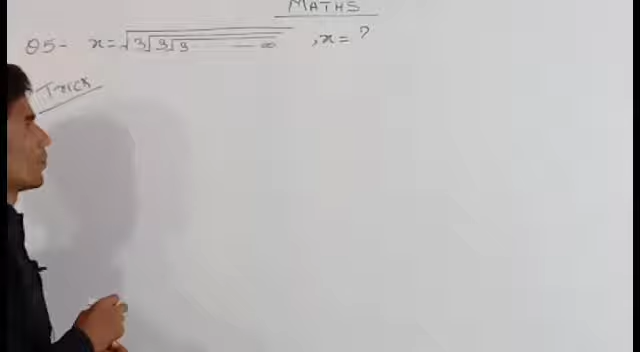 MATHS
Q5- x = √3√3√3 ----- ∞ , x = ?
Trick